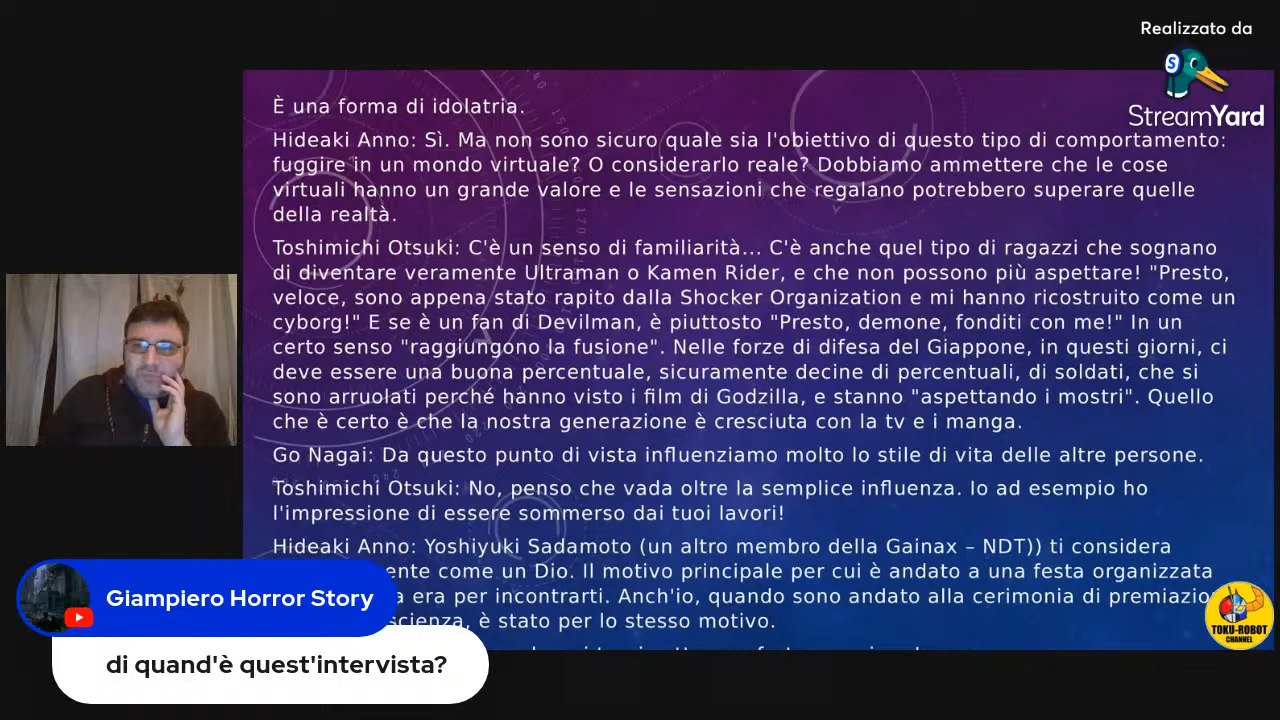 Realizzato da
StreamYard
È una forma di idolatria.
Hideaki Anno: Sì. Ma non sono sicuro quale sia l'obiettivo di questo tipo di comportamento:
fuggire in un mondo virtuale? O considerarlo reale? Dobbiamo ammettere che le cose
virtuali hanno un grande valore e le sensazioni che regalano potrebbero superare quelle
della realtà.
Toshimichi Otsuki: C'è un senso di familiarità... C'è anche quel tipo di ragazzi che sognano
di diventare veramente Ultraman o Kamen Rider, e che non possono più aspettare! "Presto,
veloce, sono appena stato rapito dalla Shocker Organization e mi hanno ricostruito come un
cyborg!" E se è un fan di Devilman, è piuttosto "Presto, demone, fonditi con me!" In un
certo senso "raggiungono la fusione". Nelle forze di difesa del Giappone, in questi giorni, ci
deve essere una buona percentuale, sicuramente decine di percentuali, di soldati, che si
sono arruolati perché hanno visto i film di Godzilla, e stanno "aspettando i mostri". Quello
che è certo è che la nostra generazione è cresciuta con la tv e i manga.
Go Nagai: Da questo punto di vista influenziamo molto lo stile di vita delle altre persone.
Toshimichi Otsuki: No, penso che vada oltre la semplice influenza. Io ad esempio ho
l'impressione di essere sommerso dai tuoi lavori!
Hideaki Anno: Yoshiyuki Sadamoto (un altro membro della Gainax – NDT)) ti considera
come un Dio. Il motivo principale per cui è andato a una festa organizzata
era per incontrarti. Anch'io, quando sono andato alla cerimonia di
è stato per lo stesso motivo.
Giampiero Horror Story
di quand'è quest'intervista?
TOKU-ROBOT
CHANNEL